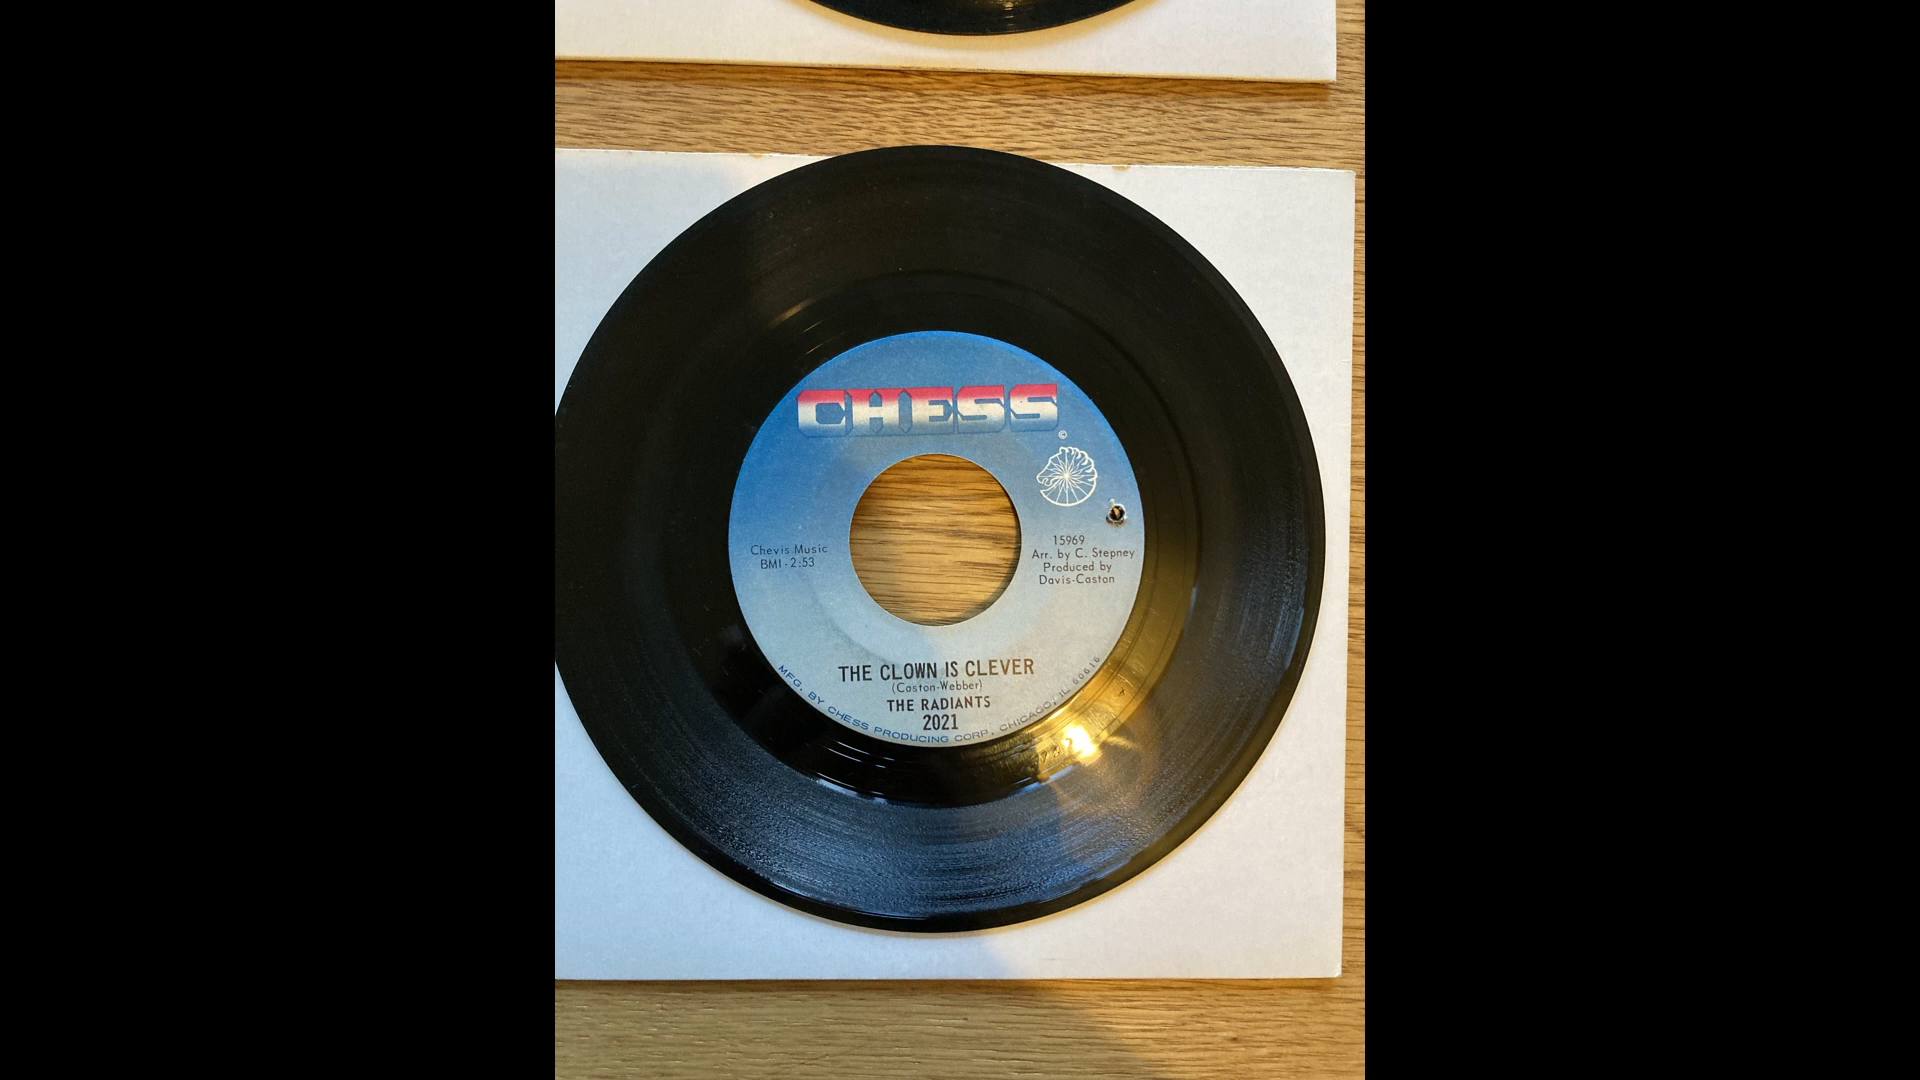 CHESS
©
Chevis Music
BMI - 2:53
15969
Arr. by C. Stepney
Produced by
Davis-Caston
THE CLOWN IS CLEVER
(Caston-Webber)
THE RADIANTS
2021
MFG. BY CHESS PRODUCING CORP., CHICAGO, IL 60616